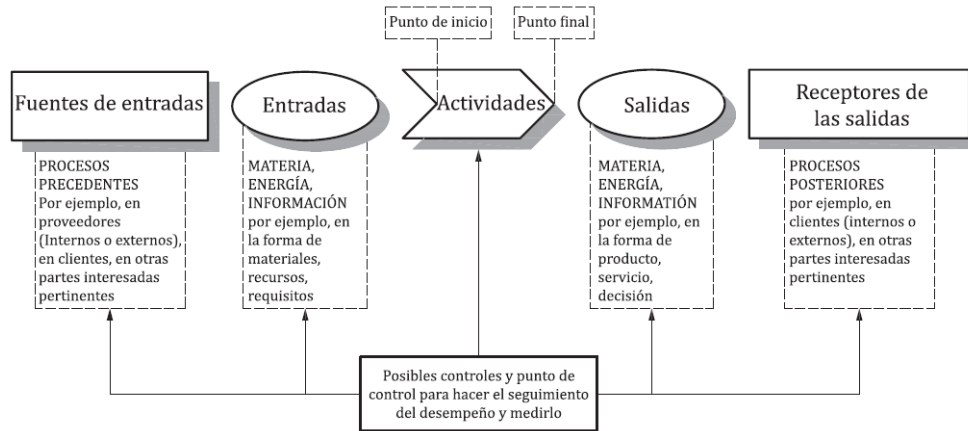 Punto de inicio
Punto final
Fuentes de entradas
Entradas
Actividades
Salidas
Receptores de
las salidas
PROCESOS
PRECEDENTES
Por ejemplo, en
proveedores
(Internos o externos),
en clientes, en otras
partes interesadas
pertinentes
MATERIA,
ENERGÍA,
INFORMACIÓN
por ejemplo, en
la forma de
materiales,
recursos,
requisitos
MATERIA,
ENERGÍA,
INFORMATIÓN
por ejemplo, en
la forma de
producto,
servicio,
decisión
PROCESOS
POSTERIORES
por ejemplo, en
clientes (internos o
externos), en otras
partes interesadas
pertinentes
Posibles controles y punto de
control para hacer el seguimiento
del desempeño y medirlo